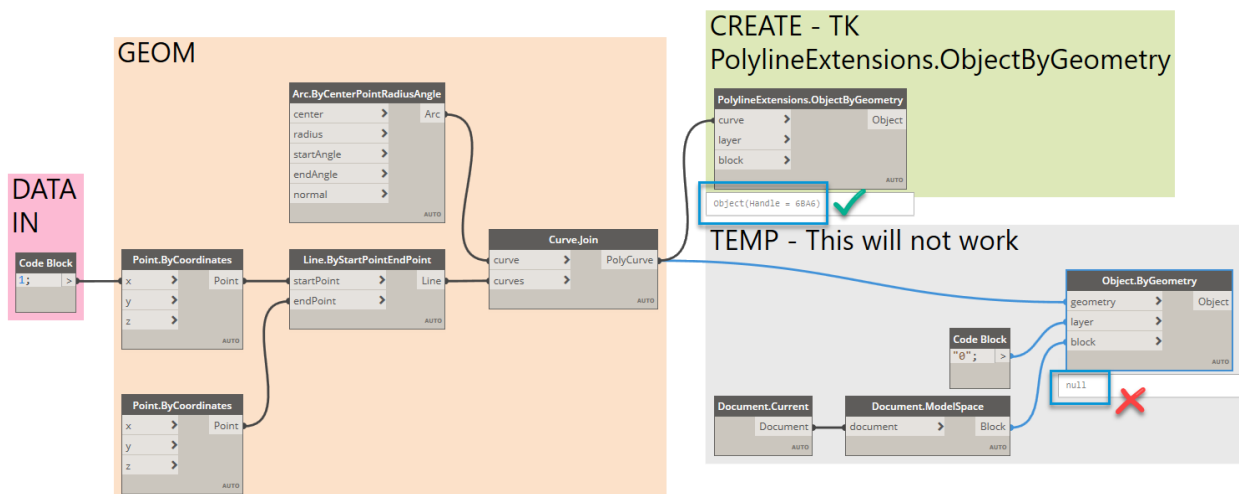 GEOM
CREATE - TK
PolylineExtensions.ObjectByGeometry
DATA
IN
Code Block
1; >
Point.ByCoordinates
x > Point
y >
z >
AUTO
Point.ByCoordinates
x > Point
y >
z >
AUTO
Arc.ByCenterPointRadiusAngle
center > Arc
radius >
startAngle >
endAngle >
normal >
AUTO
Line.ByStartPointEndPoint
startPoint > Line
endPoint >
AUTO
Curve.Join
curve > PolyCurve
curves >
AUTO
PolylineExtensions.ObjectByGeometry
curve > Object
layer >
block >
AUTO
Object(Handle = 6BA6)
TEMP - This will not work
Code Block
"0"; >
Document.Current
Document
AUTO
Document.ModelSpace
document > Block
AUTO
Object.ByGeometry
geometry > Object
layer >
block >
AUTO
null